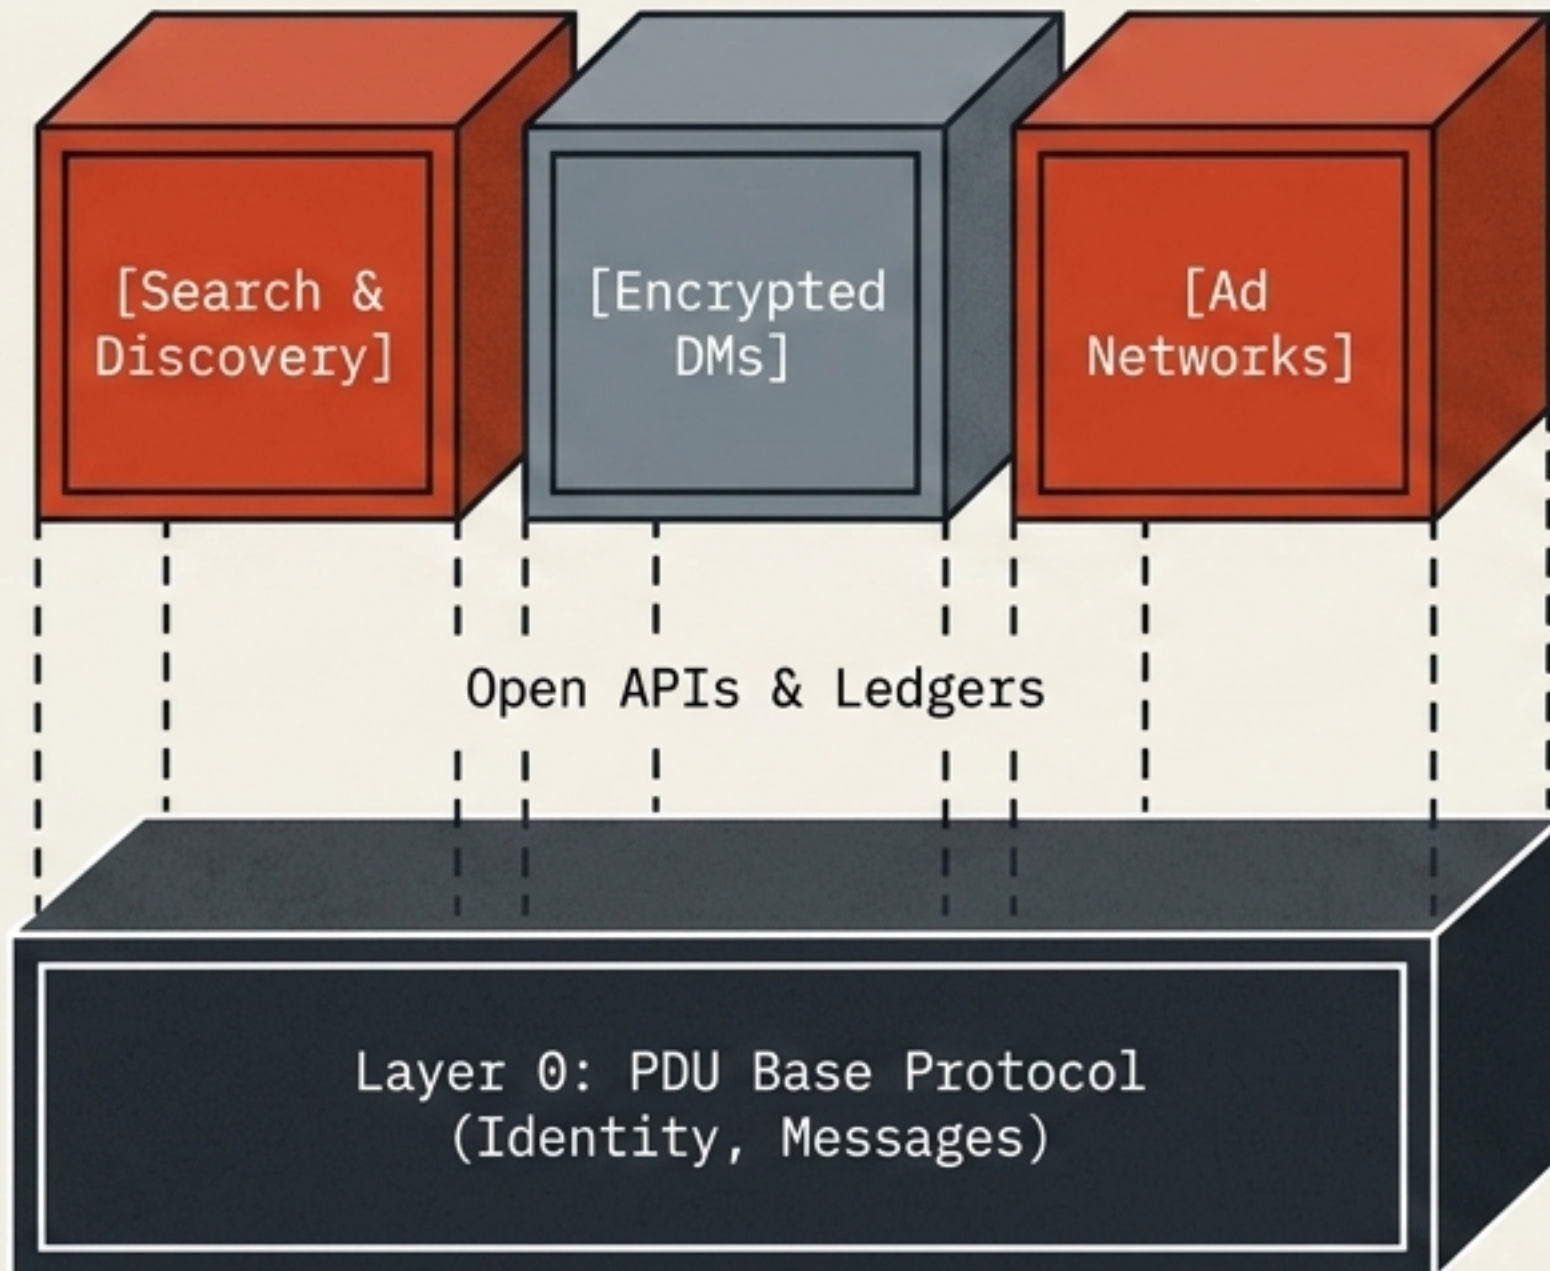 [Search &
Discovery]
[Encrypted
DMs]
[Ad
Networks]
Open APIs & Ledgers
Layer 0: PDU Base Protocol
(Identity, Messages)